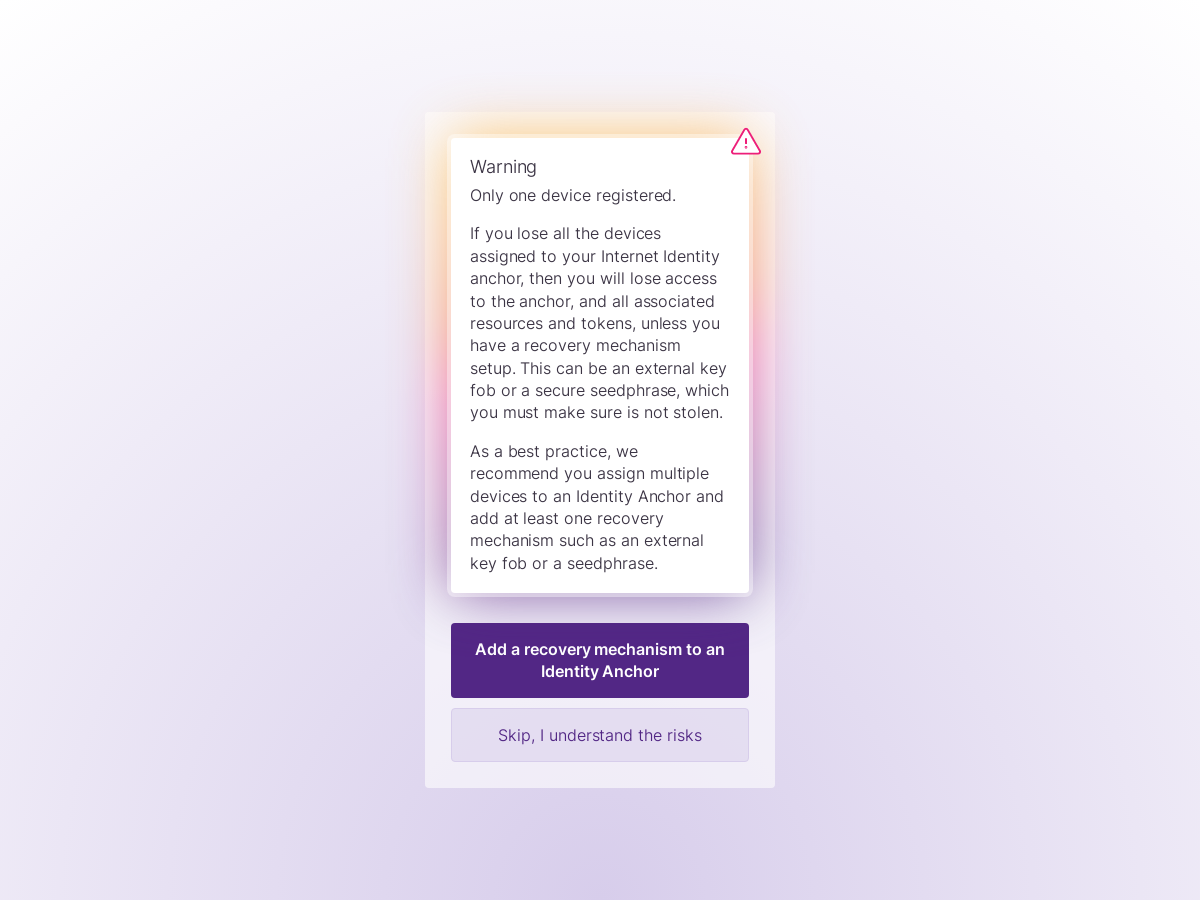 Warning
Only one device registered.
If you lose all the devices
assigned to your Internet Identity
anchor, then you will lose access
to the anchor, and all associated
resources and tokens, unless you
have a recovery mechanism
setup. This can be an external key
fob or a secure seedphrase, which
you must make sure is not stolen.
As a best practice, we
recommend you assign multiple
devices to an Identity Anchor and
add at least one recovery
mechanism such as an external
key fob or a seedphrase.
Add a recovery mechanism to an
Identity Anchor
Skip, I understand the risks